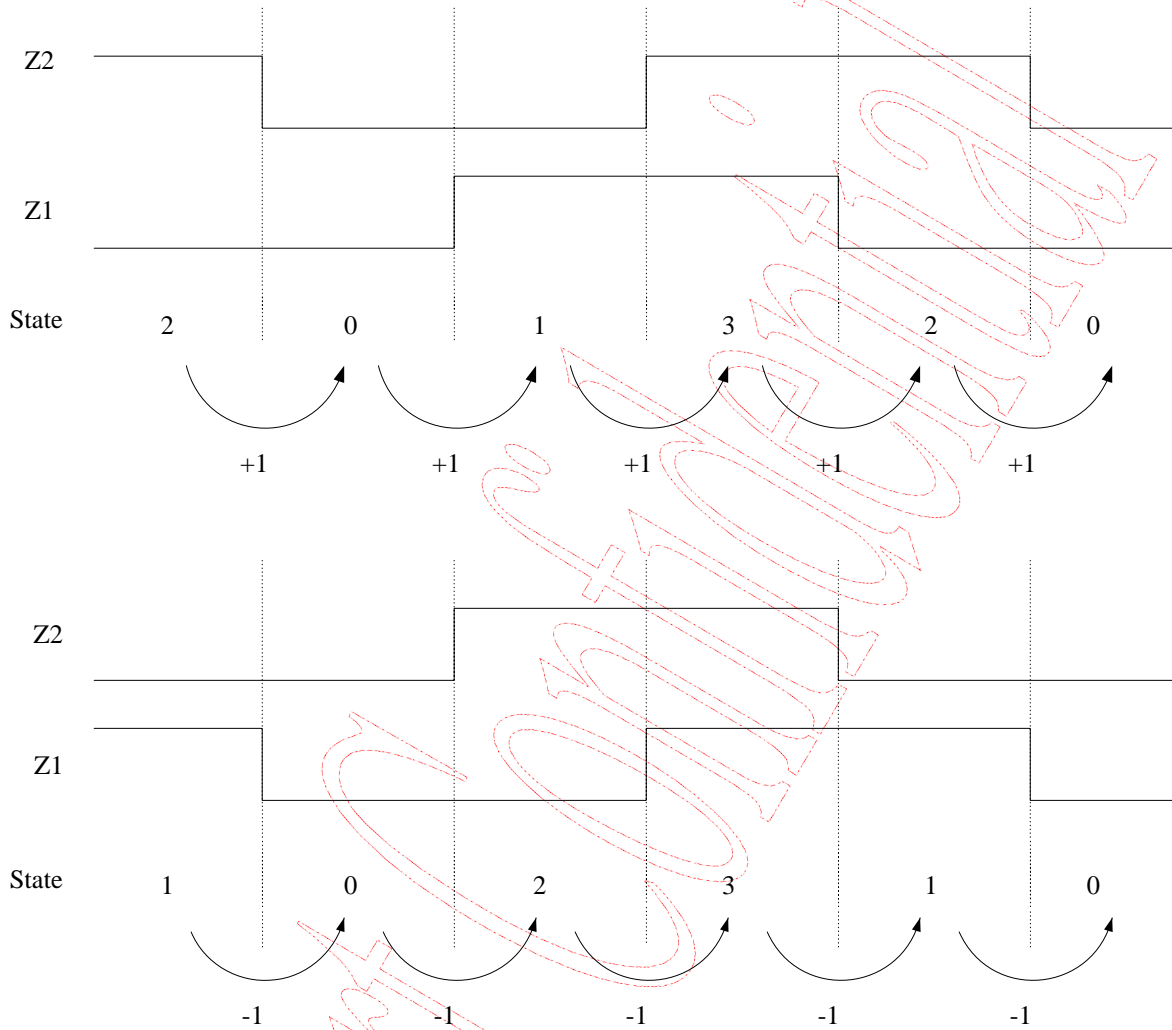 Z2
Z1
State 2 0 1 3 2 0
+1 +1 +1 +1 +1
Z2
Z1
State 1 0 2 3 1 0
-1 -1 -1 -1 -1
Confidential